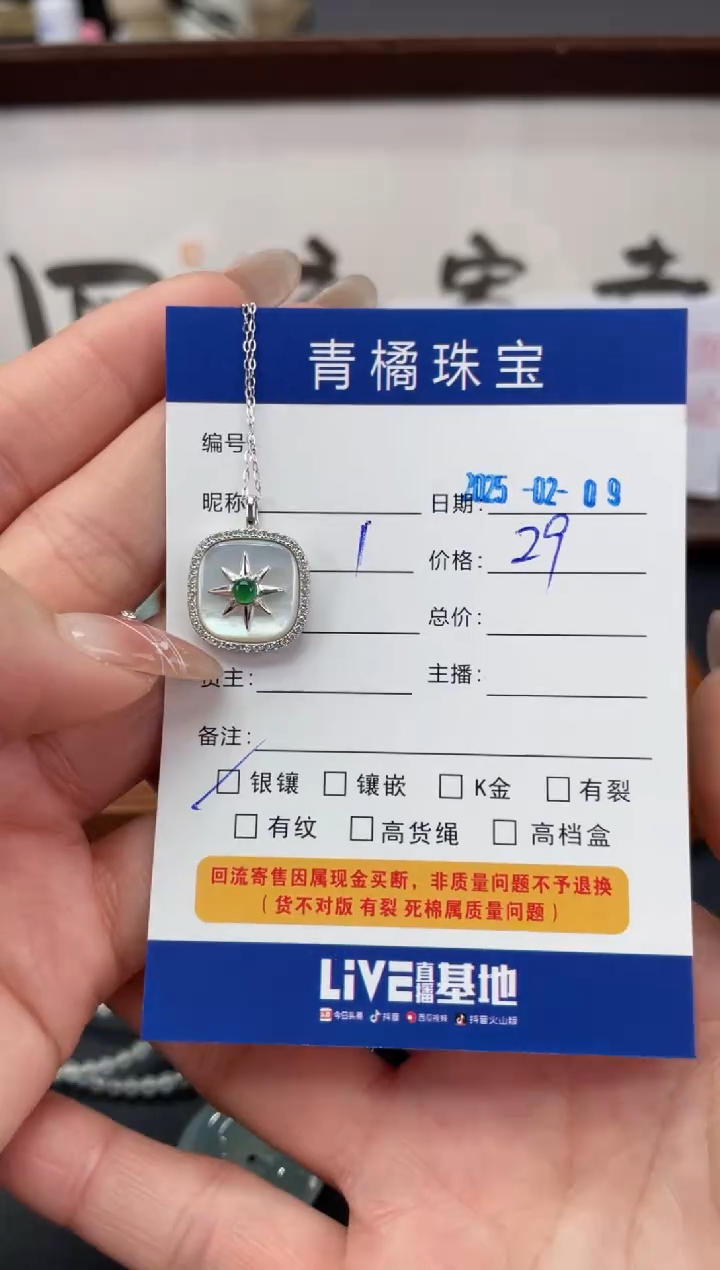 青橘珠宝
编号
昵称
日期: 2025-02-09
1
价格: 29
总价:
货主:
主播:
备注:
银镶 镶嵌 K金 有裂
有纹 高货绳 高档盒
回流寄售因属现金买断，非质量问题不予退换
（货不对版 有裂 死棉属质量问题）
LiVE直播基地
今日头条 抖音 西瓜视频 抖音火山版